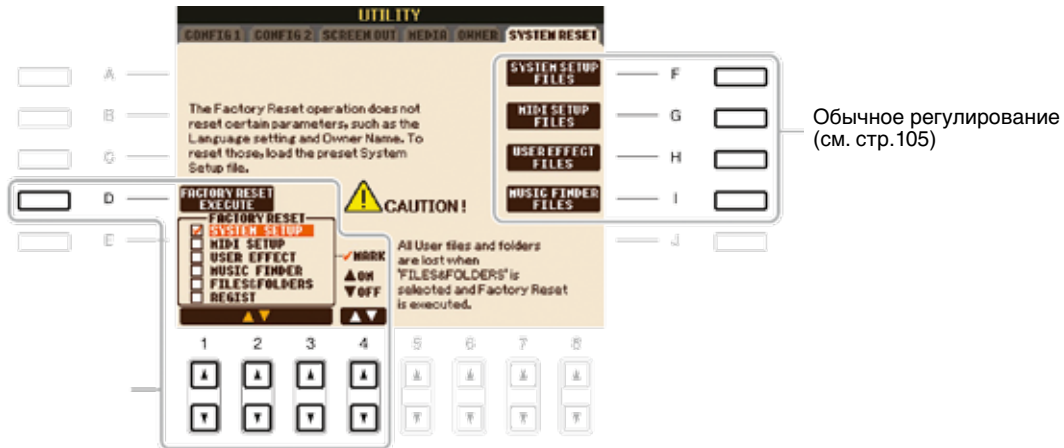 UTILITY
CONFIG 1 CONFIG 2 SCREEN OUT MEDIA OWNER SYSTEM RESET
A
SYSTEM SETUP
FILES
F
B
The Factory Reset operation does not
reset certain parameters, such as the
Language setting and Owner Name. To
reset those, load the preset System
Setup file.
MIDI SETUP
FILES
G
Обычное регулирование
(см. стр.105)
C
USER EFFECT
FILES
H
D
FACTORY RESET
EXECUTE
CAUTION!
MUSIC FINDER
FILES
I
E
FACTORY RESET
SYSTEM SETUP
MIDI SETUP
USER EFFECT
MUSIC FINDER
FILES&FOLDERS
REGIST
MARK
▲ON
▼OFF
All User files and folders
are lost when
"FILES&FOLDERS" is
selected and Factory Reset
is executed.
J
1 2 3 4 5 6 7 8